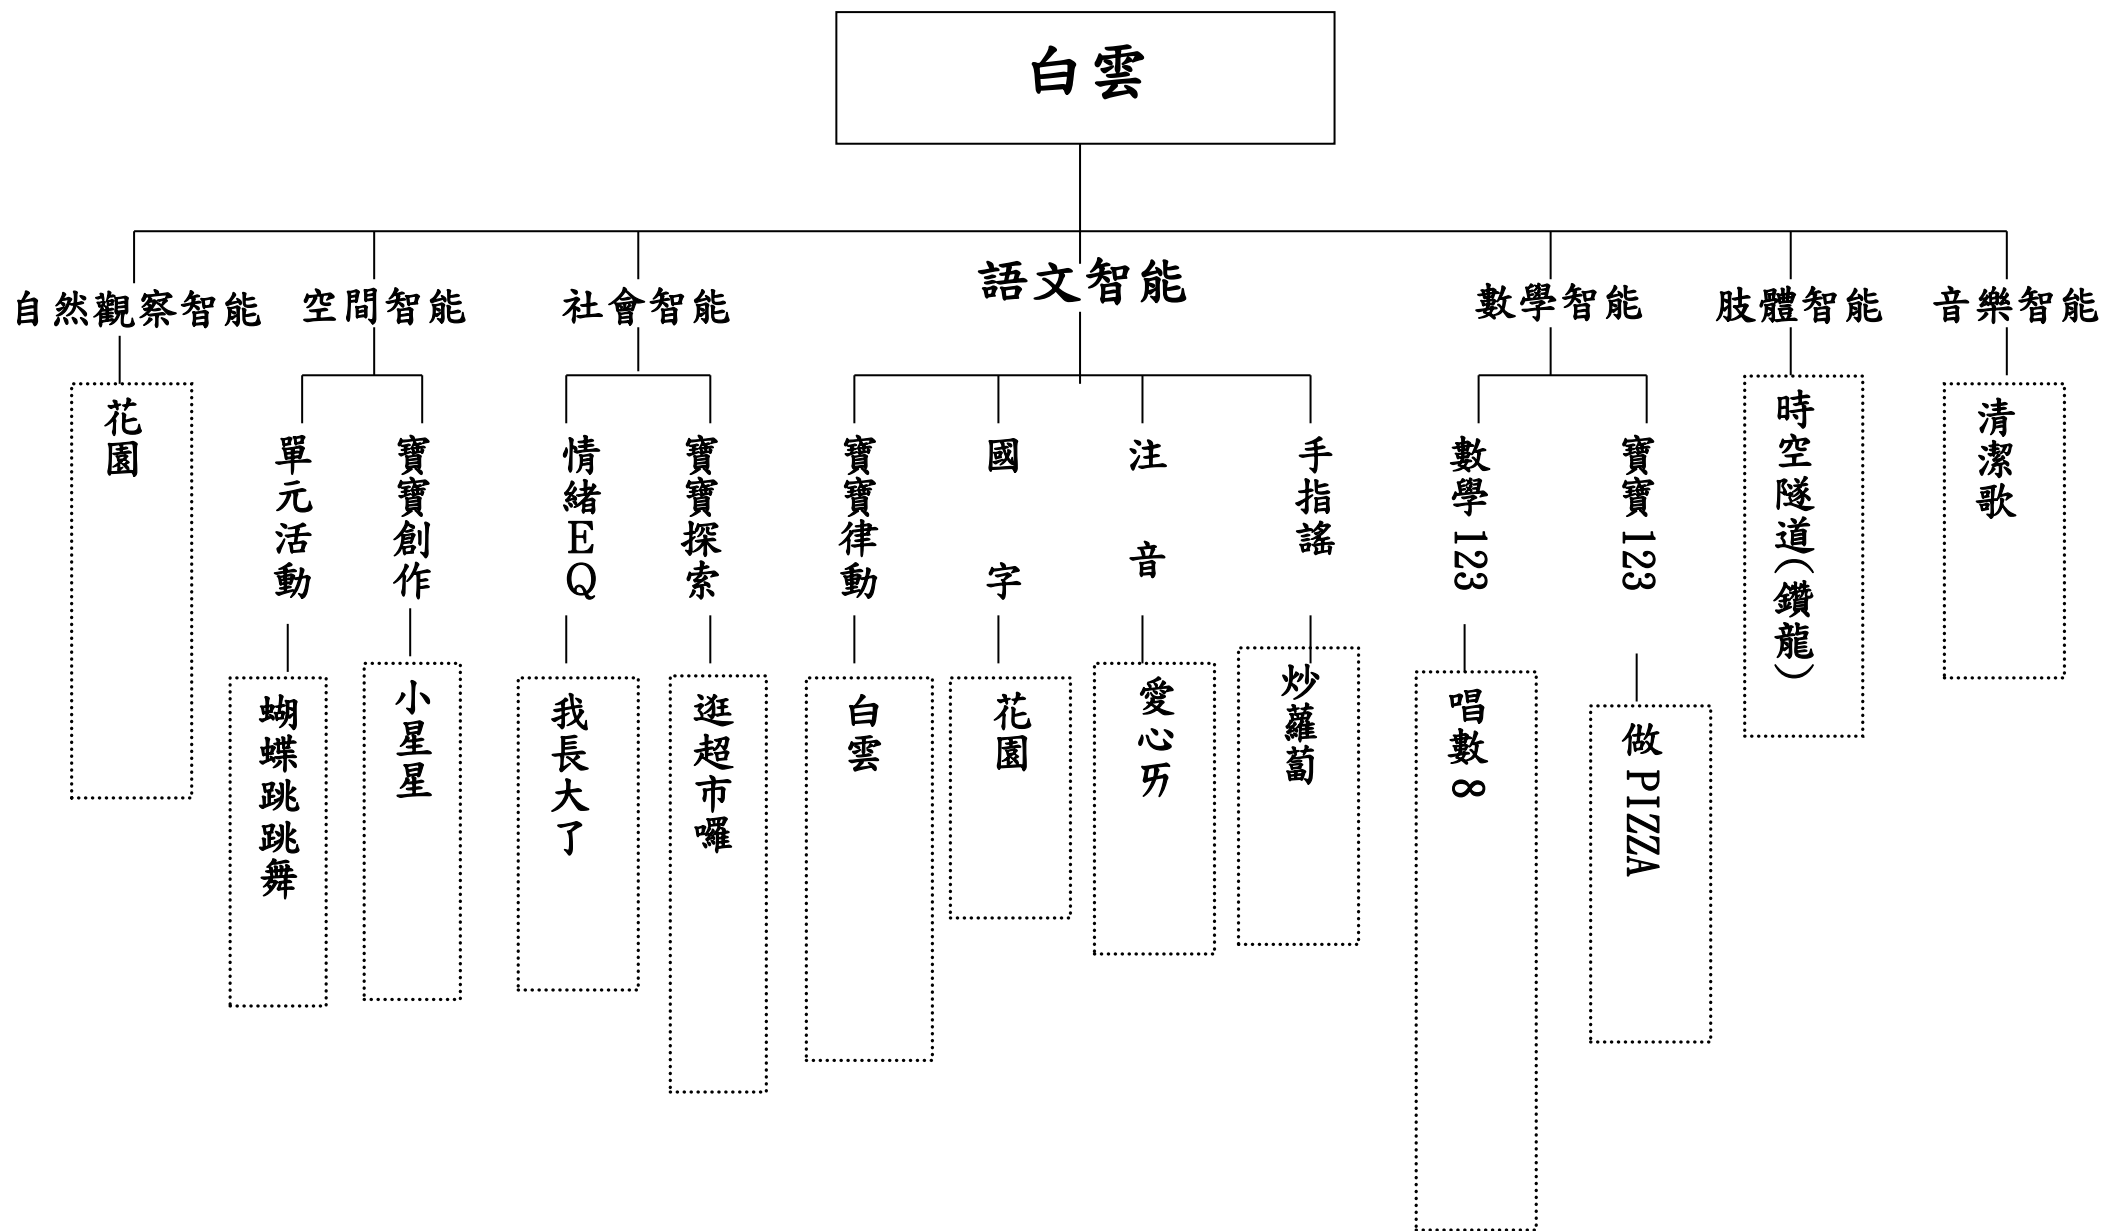 白雲
自然觀察智能
空間智能
社會智能
語文智能
數學智能
肢體智能
音樂智能
花園
單元活動
寶寶創作
情緒EQ
寶寶探索
寶寶律動
國字
注音
手指謠
數學123
寶寶123
時空隧道(鑽龍)
清潔歌
蝴蝶跳跳舞
小星星
我長大了
逛超市囉
白雲
花園
愛心ㄞ
炒蘿蔔
唱數8
做PIZZA